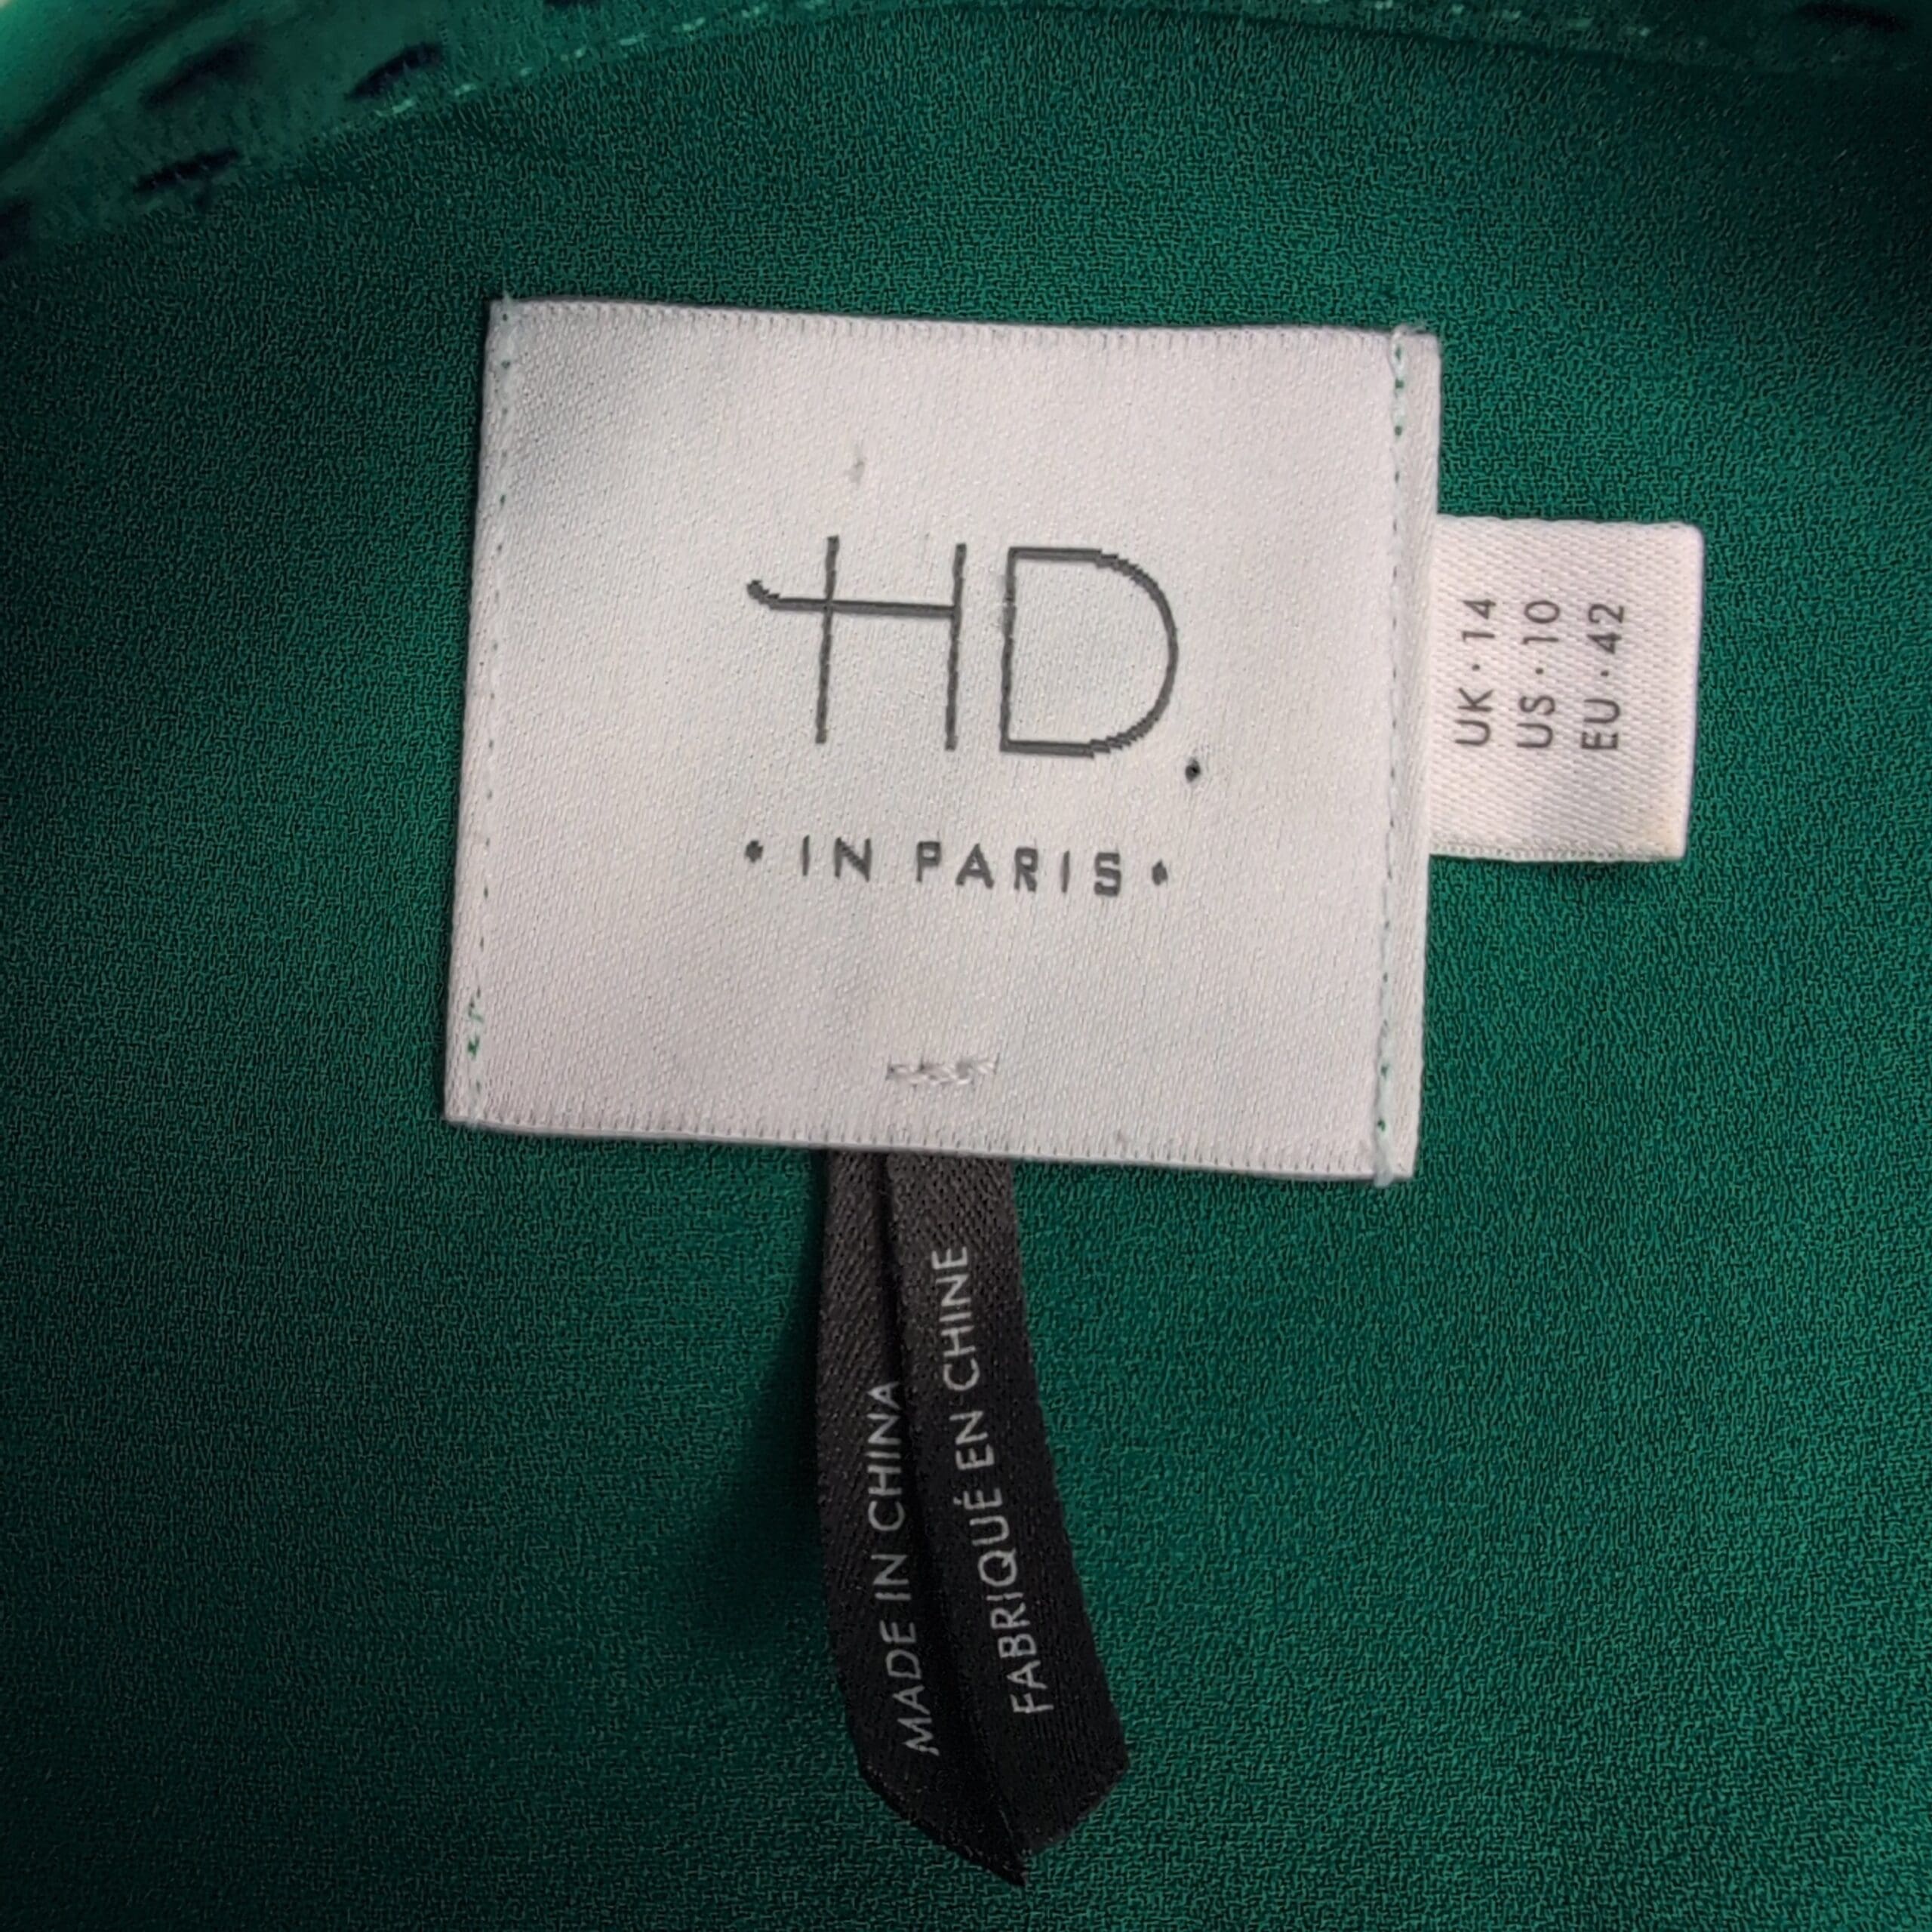 HD.
• IN PARIS •
UK · 14
US · 10
EU · 42
MADE IN CHINA
FABRIQUÉ EN CHINE